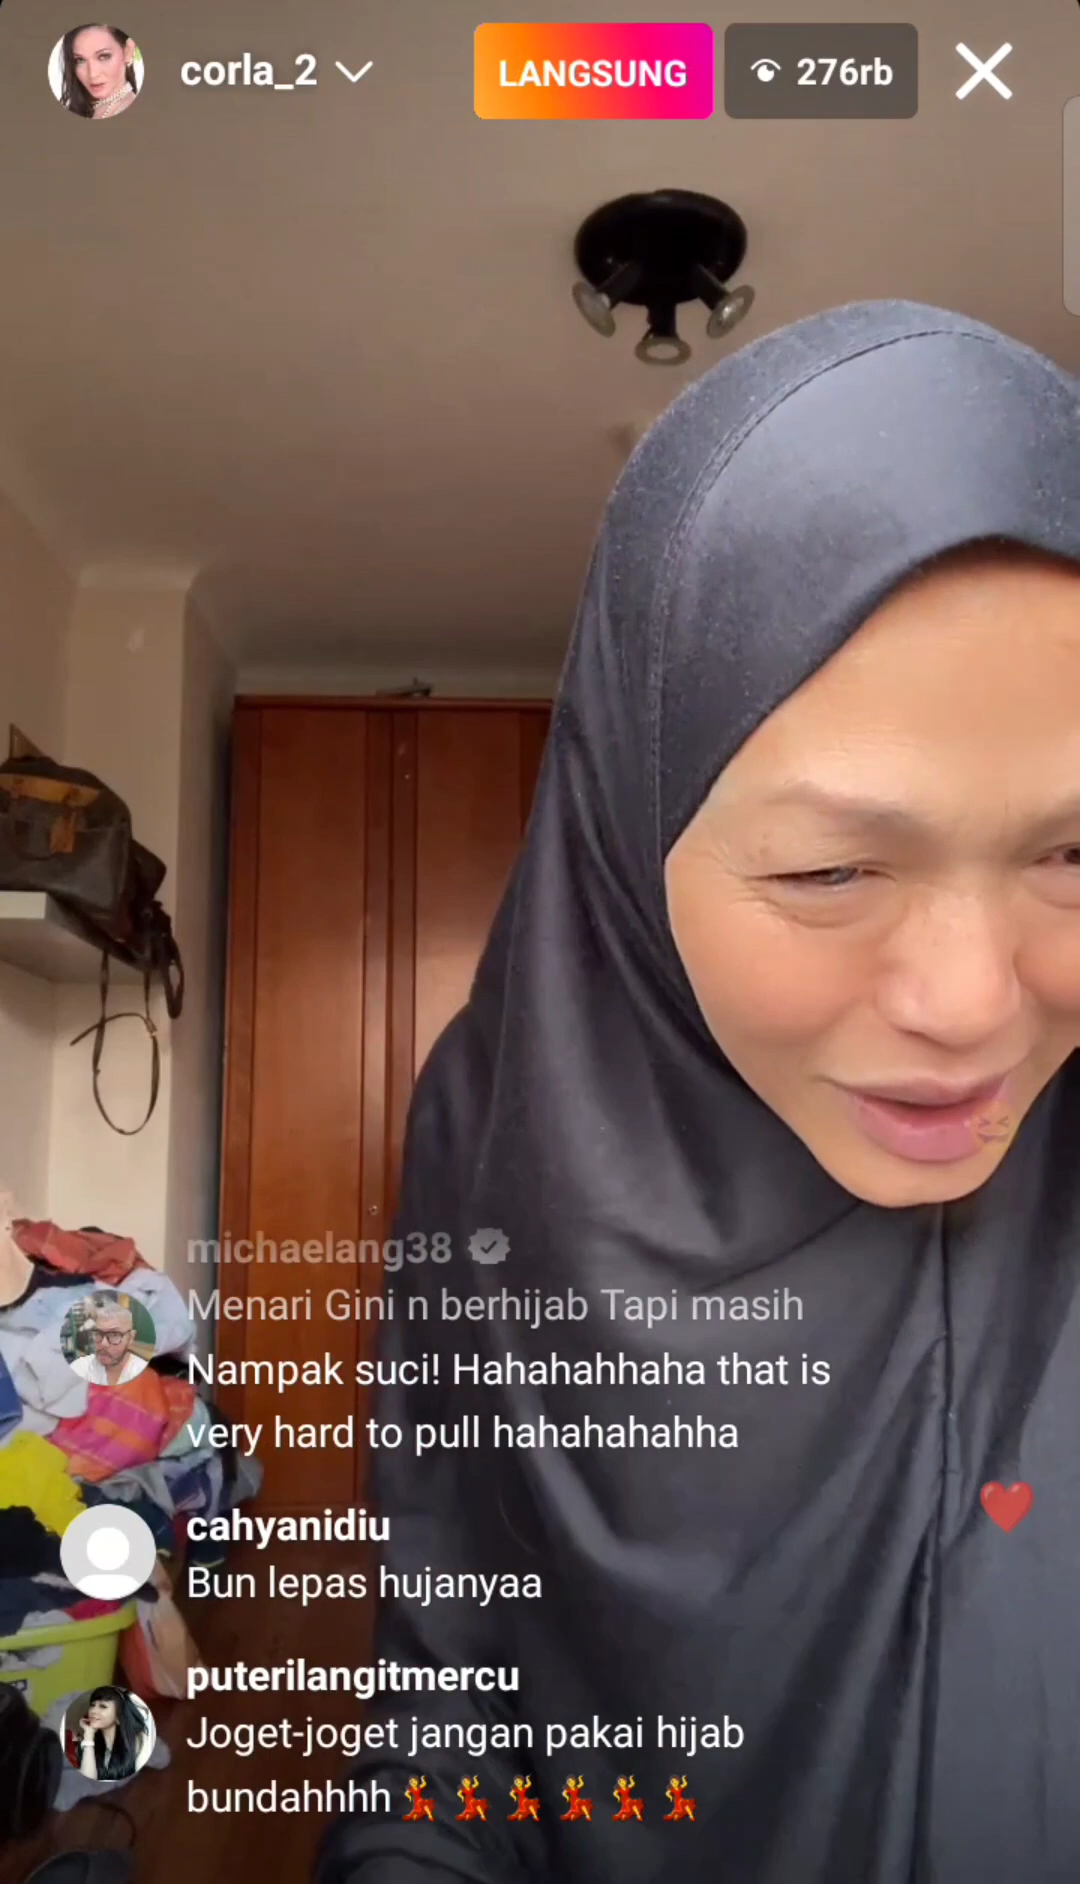 corla_2
LANGSUNG
276rb
michaelang38
Menari Gini n berhijab Tapi masih
Nampak suci! Hahahahhaha that is
very hard to pull hahahahahha
cahyanidiu
Bun lepas hujanyaa
puterilangitmercu
Joget-joget jangan pakai hijab
bundahhhh💃💃💃💃💃💃